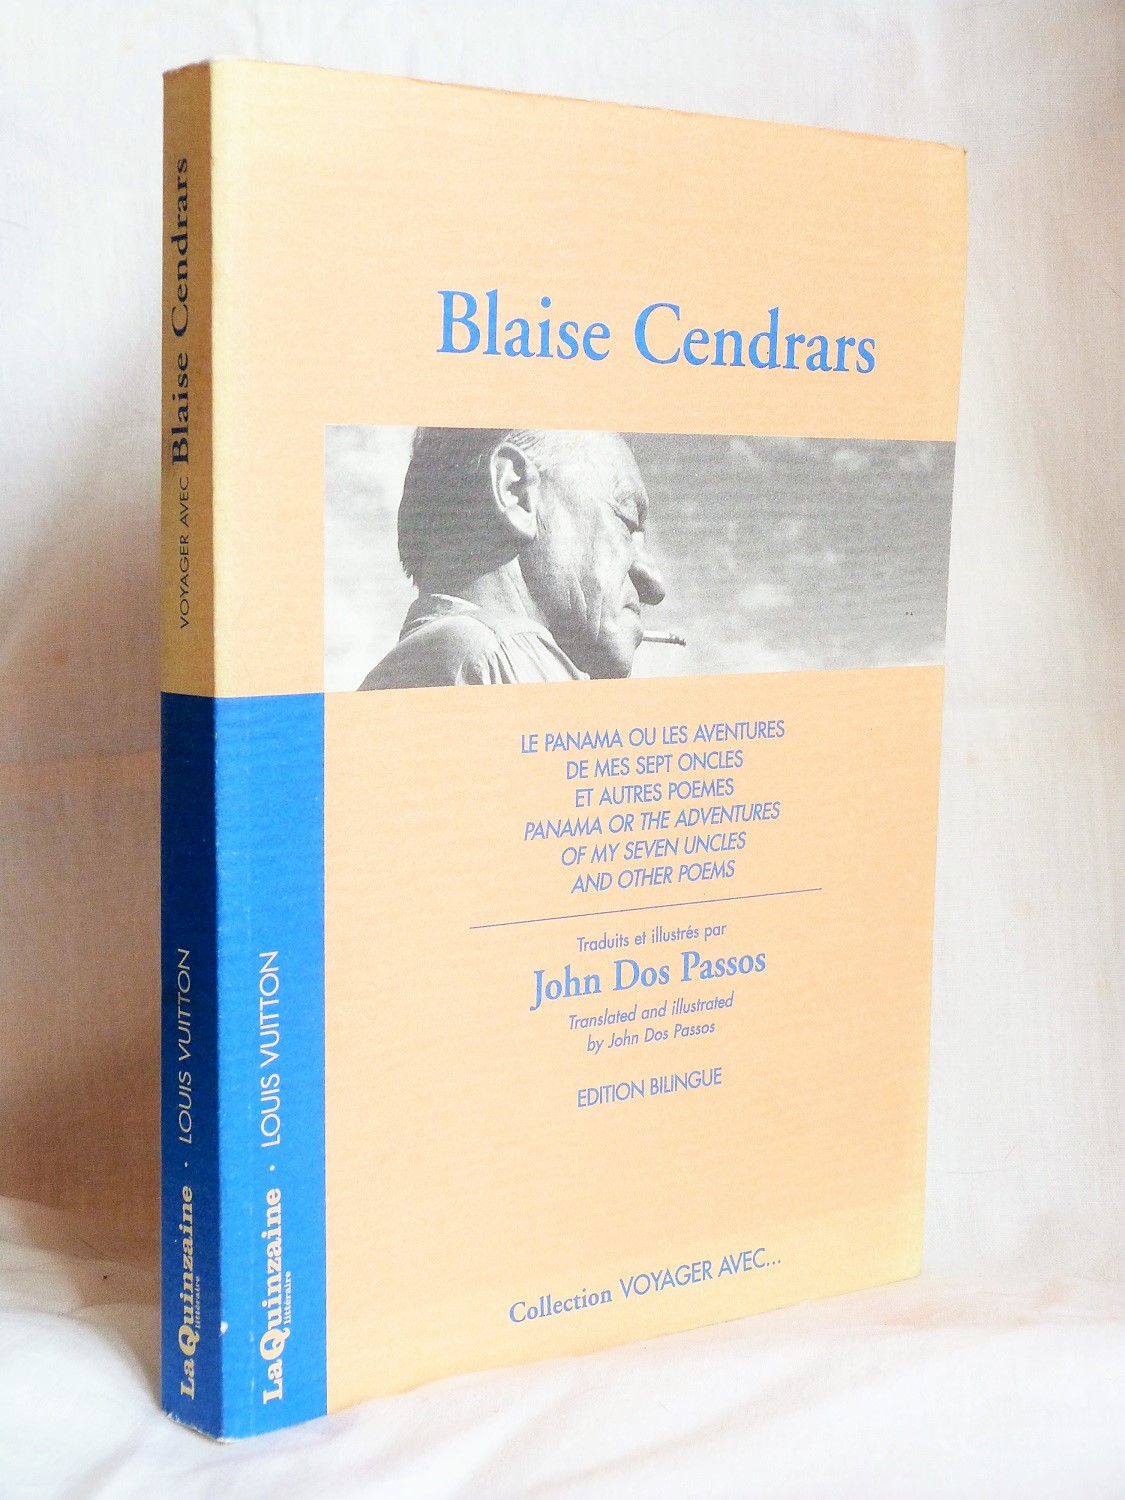 VOYAGER AVEC Blaise Cendrars
LaQuinzaine littéraire · LOUIS VUITTON
LaQuinzaine littéraire · LOUIS VUITTON
Blaise Cendrars
LE PANAMA OU LES AVENTURES
DE MES SEPT ONCLES
ET AUTRES POEMES
PANAMA OR THE ADVENTURES
OF MY SEVEN UNCLES
AND OTHER POEMS
Traduits et illustrés par
John Dos Passos
Translated and illustrated
by John Dos Passos
EDITION BILINGUE
Collection VOYAGER AVEC...